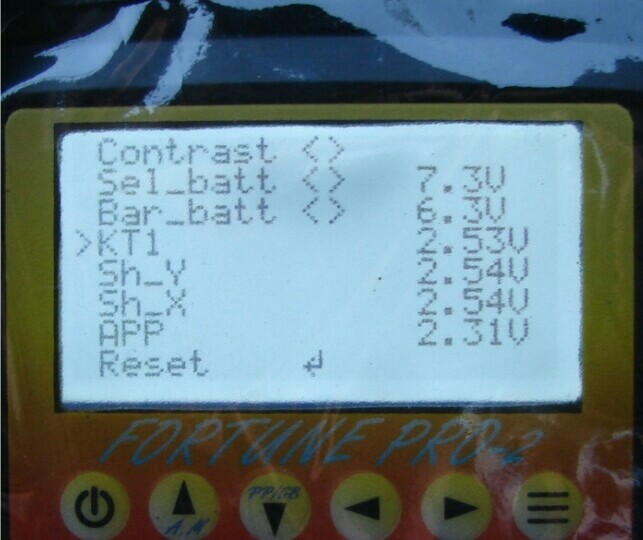 Contrast <>
Sel_batt <> 7.3V
Bar_batt <> 6.3V
>KT1 2.53V
Sh_Y 2.54V
Sh_X 2.54V
APP 2.31V
Reset ↵
FORTUNE PRO-2
PP/GB
A.M